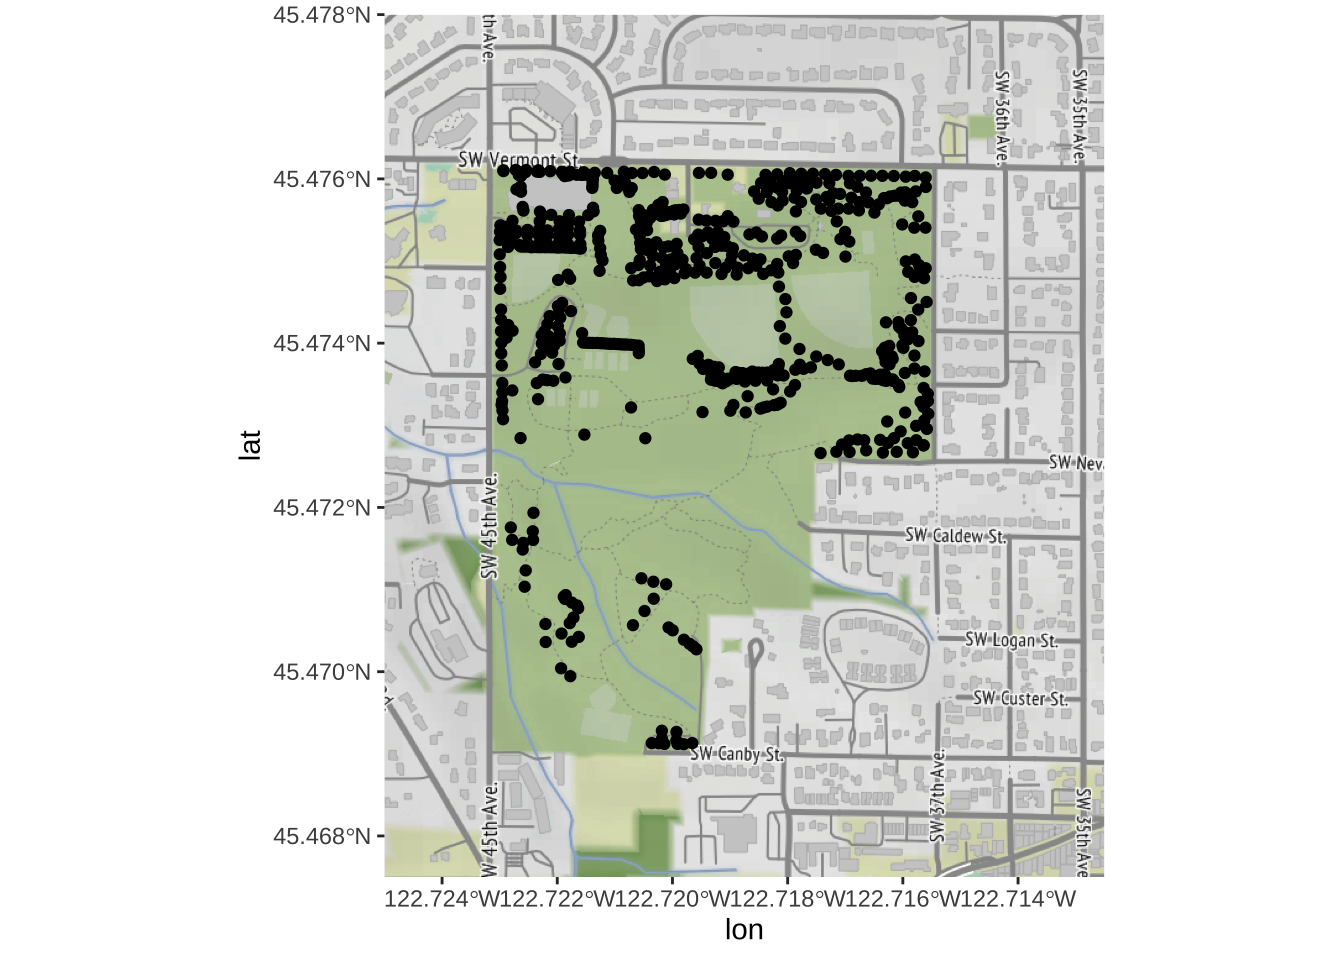 45.478°N
45.476°N
45.474°N
45.472°N
45.470°N
45.468°N
lat
th Ave.
SW 36th Ave.
SW 35th Ave.
SW Vermont St.
SW Nev
SW 45th Ave.
SW Caldew St.
SW Logan St.
SW Custer St.
SW Canby St.
SW 37th Ave.
W 45th Ave.
SW 35th Ave
122.724°W
122.722°W
122.720°W
122.718°W
122.716°W
122.714°W
lon